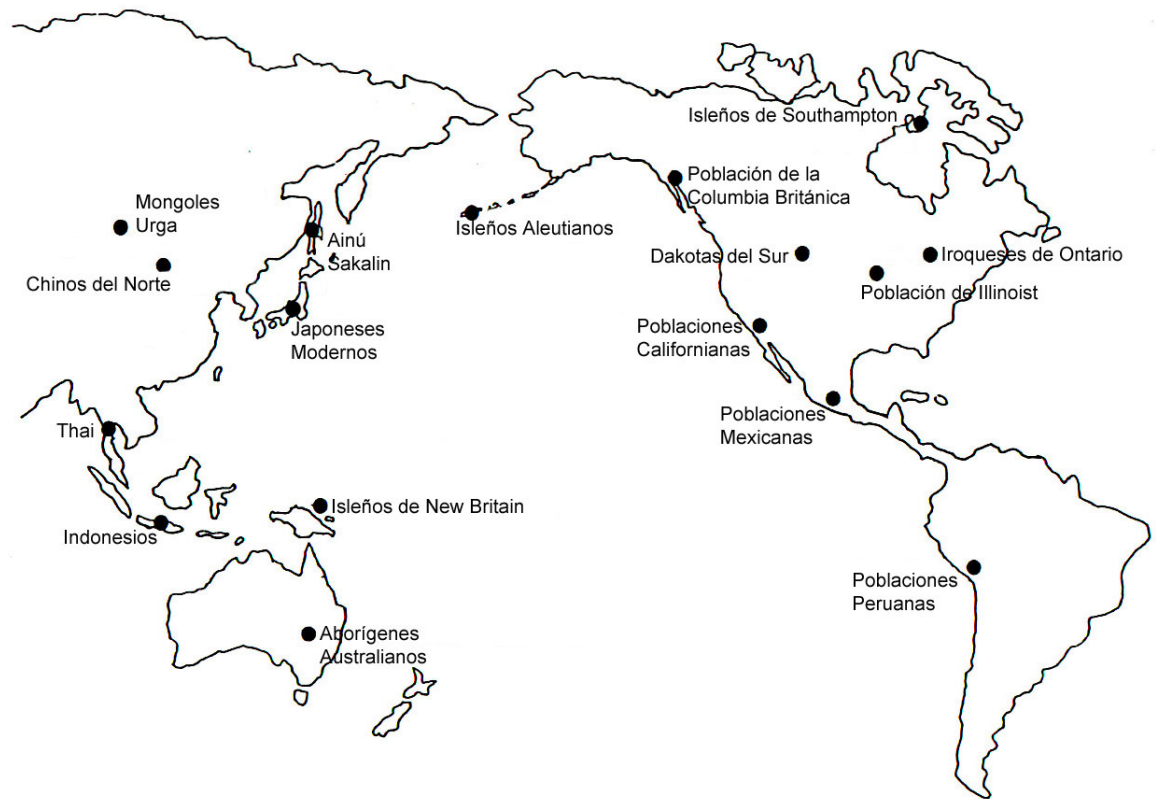 Isleños de Southampton
Población de la
Columbia Británica
Mongoles
Urga
Isleños Aleutianos
Ainú
Sakalin
Dakotas del Sur
Iroqueses de Ontario
Chinos del Norte
Población de Illinoist
Japoneses
Modernos
Poblaciones
Californianas
Poblaciones
Mexicanas
Thai
Isleños de New Britain
Indonesios
Poblaciones
Peruanas
Aborígenes
Australianos